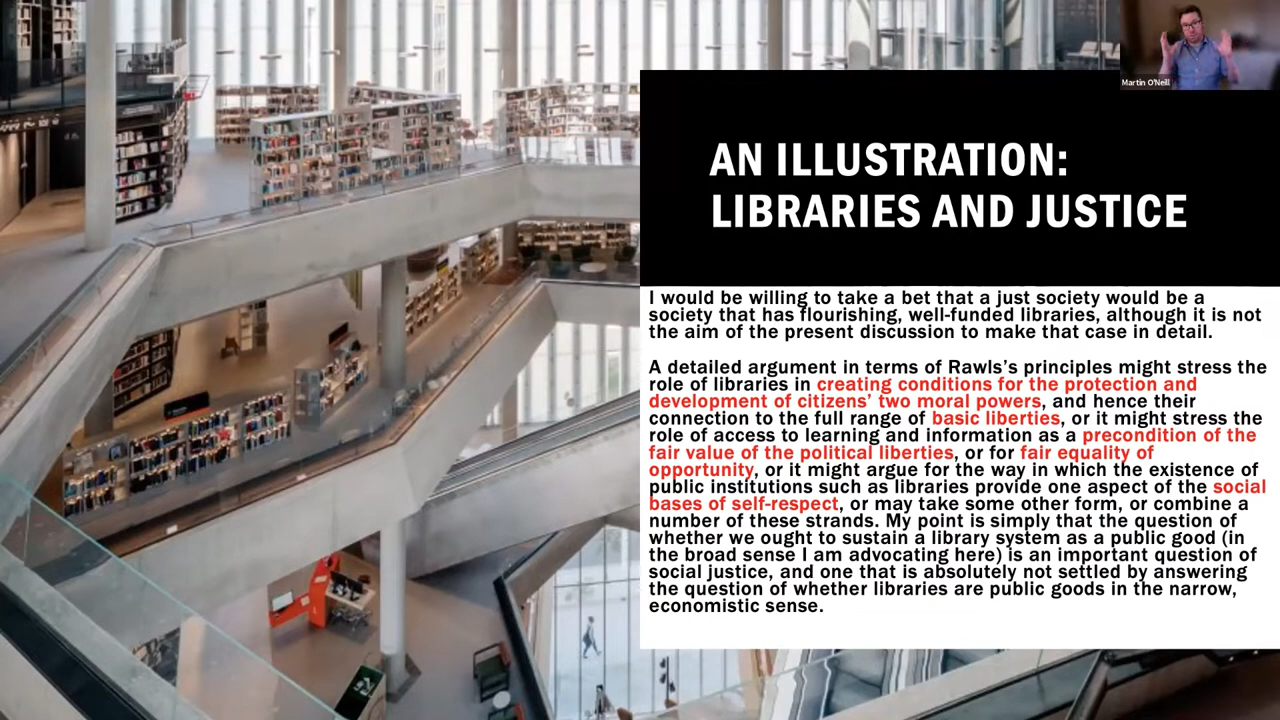 Martin O'Neill
AN ILLUSTRATION:
LIBRARIES AND JUSTICE
I would be willing to take a bet that a just society would be a
society that has flourishing, well-funded libraries, although it is not
the aim of the present discussion to make that case in detail.
A detailed argument in terms of Rawls's principles might stress the
role of libraries in creating conditions for the protection and
development of citizens' two moral powers, and hence their
connection to the full range of basic liberties, or it might stress the
role of access to learning and information as a precondition of the
fair value of the political liberties, or for fair equality of
opportunity, or it might argue for the way in which the existence of
public institutions such as libraries provide one aspect of the social
bases of self-respect, or may take some other form, or combine a
number of these strands. My point is simply that the question of
whether we ought to sustain a library system as a public good (in
the broad sense I am advocating here) is an important question of
social justice, and one that is absolutely not settled by answering
the question of whether libraries are public goods in the narrow,
economistic sense.